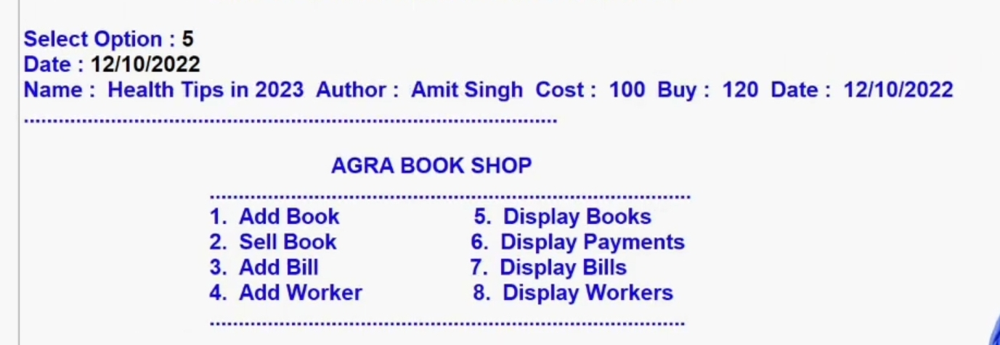 Select Option : 5
Date : 12/10/2022
Name :  Health Tips in 2023  Author :  Amit Singh  Cost :  100  Buy :  120  Date :  12/10/2022
............................................................................................
AGRA BOOK SHOP
...................................................................................
1.  Add Book                    5.  Display Books
2.  Sell Book                    6.  Display Payments
3.  Add Bill                       7.  Display Bills
4.  Add Worker                8.  Display Workers
..................................................................................